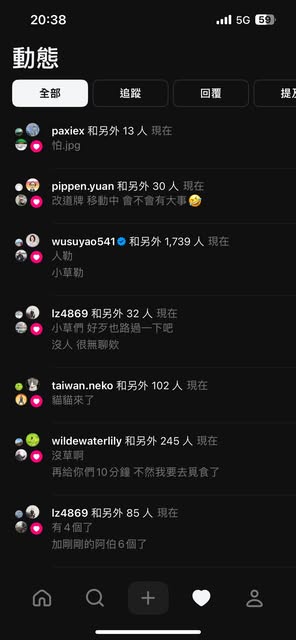 20:38
5G
59
動態
全部
追蹤
回覆
提及
paxiex 和另外 13 人 現在
怕.jpg
pippen.yuan 和另外 30 人 現在
改道牌 移動中 會不會有大事🤣
wusuyao541 和另外 1,739 人 現在
人勒
小草勒
lz4869 和另外 32 人 現在
小草們 好歹也路過一下吧
沒人 很無聊欸
taiwan.neko 和另外 102 人 現在
貓貓來了
wildewaterlily 和另外 245 人 現在
沒草啊
再給你們10分鐘 不然我要去覓食了
lz4869 和另外 85 人 現在
有4個了
加剛剛的阿伯6個了